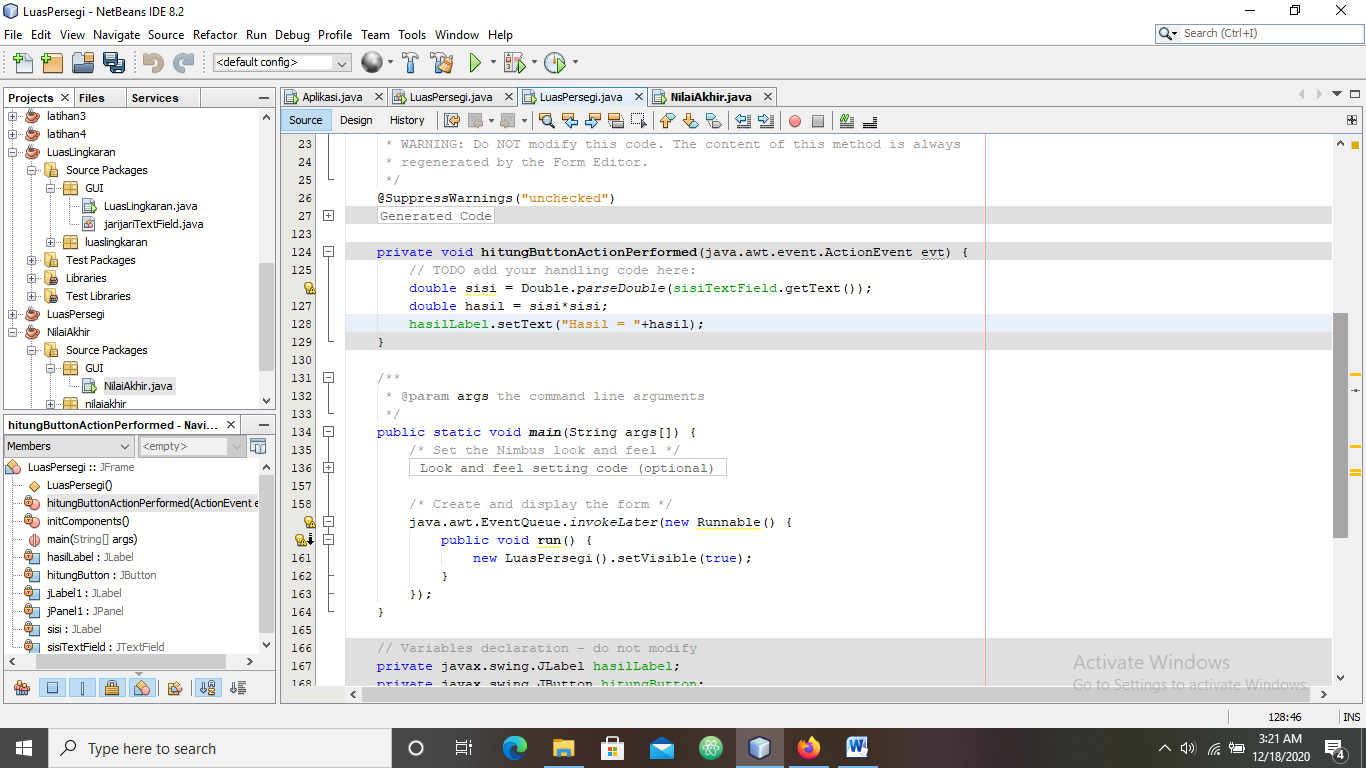 LuasPersegi - NetBeans IDE 8.2
File Edit View Navigate Source Refactor Run Debug Profile Team Tools Window Help
Search (Ctrl+I)
<default config>
Projects Files Services
latihan3
latihan4
LuasLingkaran
Source Packages
GUI
LuasLingkaran.java
jarijariTextField.java
luaslingkaran
Test Packages
Libraries
Test Libraries
LuasPersegi
NilaiAkhir
Source Packages
GUI
NilaiAkhir.java
nilaiakhir
hitungButtonActionPerformed - Navi...
Members <empty>
LuasPersegi :: JFrame
LuasPersegi()
hitungButtonActionPerformed(ActionEvent e
initComponents()
main(String[] args)
hasilLabel : JLabel
hitungButton : JButton
jLabel1 : JLabel
jPanel1 : JPanel
sisi : JLabel
sisiTextField : JTextField
Aplikasi.java LuasPersegi.java LuasPersegi.java NilaiAkhir.java
Source Design History
23 * WARNING: Do NOT modify this code. The content of this method is always
24 * regenerated by the Form Editor.
25 */
26 @SuppressWarnings("unchecked")
27 Generated Code
123
124 private void hitungButtonActionPerformed(java.awt.event.ActionEvent evt) {
125 // TODO add your handling code here:
double sisi = Double.parseDouble(sisiTextField.getText());
127 double hasil = sisi*sisi;
128 hasilLabel.setText("Hasil = "+hasil);
129 }
130
131 /**
132 * @param args the command line arguments
133 */
134 public static void main(String args[]) {
135 /* Set the Nimbus look and feel */
136 Look and feel setting code (optional)
157
158 /* Create and display the form */
java.awt.EventQueue.invokeLater(new Runnable() {
public void run() {
161 new LuasPersegi().setVisible(true);
162 }
163 });
164 }
165
166 // Variables declaration - do not modify
167 private javax.swing.JLabel hasilLabel;
168 private javax.swing.JButton hitungButton;
Activate Windows
Go to Settings to activate Windows.
128:46 INS
Type here to search
3:21 AM
12/18/2020
4